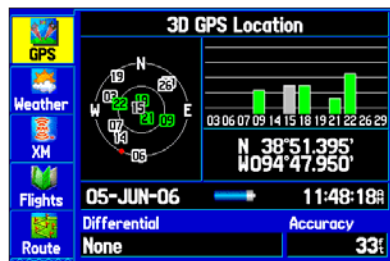 3D GPS Location
GPS
Weather
XM
Flights
Route
N
19
26
03
22
18
W
15
E
21
09
07
14
06
03 06 07 09 14 15 18 19 21 22 26 29
N 38°51.395'
W094°47.950'
05-JUN-06
11:48:18A
Differential
Accuracy
None
33ft